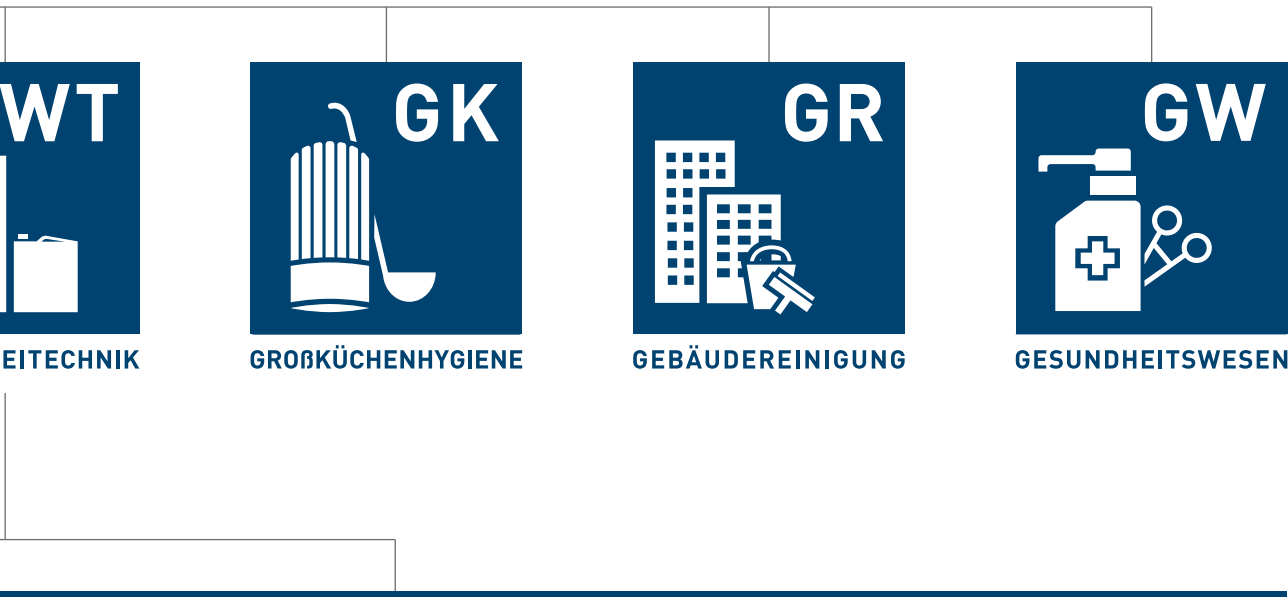 WT
GK
GR
GW
EITECHNIK
GROßKÜCHENHYGIENE
GEBÄUDEREINIGUNG
GESUNDHEITSWESEN